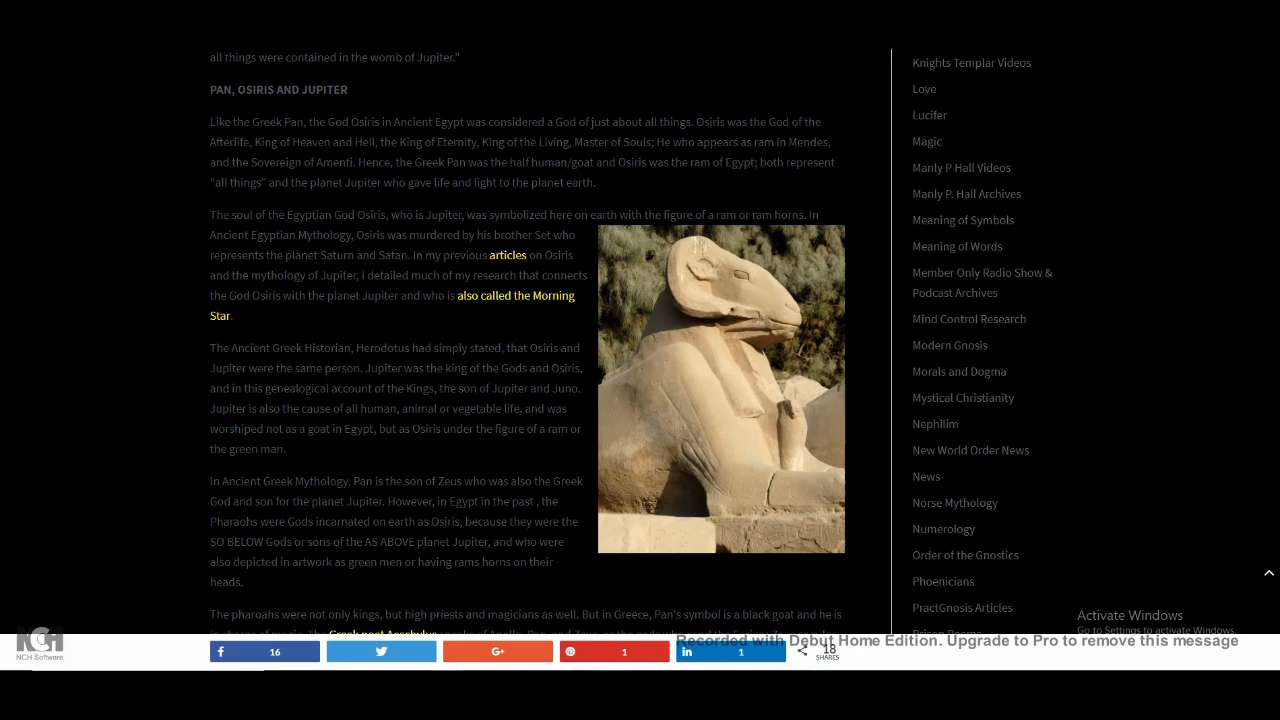 all things were contained in the womb of Jupiter."
PAN, OSIRIS AND JUPITER
Like the Greek Pan, the God Osiris in Ancient Egypt was considered a God of just about all things. Osiris was the God of the
Afterlife, King of Heaven and Hell, the King of Eternity, King of the Living, Master of Souls; He who appears as ram in Mendes,
and the Sovereign of Amenti. Hence, the Greek Pan was the half human/goat and Osiris was the ram of Egypt; both represent
"all things" and the planet Jupiter who gave life and light to the planet earth.
The soul of the Egyptian God Osiris, who is Jupiter, was symbolized here on earth with the figure of a ram or ram horns. In
Ancient Egyptian Mythology, Osiris was murdered by his brother Set who
represents the planet Saturn and Satan. In my previous articles on Osiris
and the mythology of Jupiter, I detailed much of my research that connects
the God Osiris with the planet Jupiter and who is also called the Morning
Star.
The Ancient Greek Historian, Herodotus had simply stated, that Osiris and
Jupiter were the same person. Jupiter was the king of the Gods and Osiris,
and in this genealogical account of the Kings, the son of Jupiter and Juno.
Jupiter is also the cause of all human, animal or vegetable life, and was
worshiped not as a goat in Egypt, but as Osiris under the figure of a ram or
the green man.
In Ancient Greek Mythology, Pan is the son of Zeus who was also the Greek
God and son for the planet Jupiter. However, in Egypt in the past , the
Pharaohs were Gods incarnated on earth as Osiris, because they were the
SO BELOW Gods or sons of the AS ABOVE planet Jupiter, and who were
also depicted in artwork as green men or having rams horns on their
heads.
The pharoahs were not only kings, but high priests and magicians as well. But in Greece, Pan's symbol is a black goat and he is
Knights Templar Videos
Love
Lucifer
Magic
Manly P Hall Videos
Manly P. Hall Archives
Meaning of Symbols
Meaning of Words
Member Only Radio Show &
Podcast Archives
Mind Control Research
Modern Gnosis
Morals and Dogma
Mystical Christianity
Nephilim
New World Order News
News
Norse Mythology
Numerology
Order of the Gnostics
Phoenicians
PractGnosis Articles
Activate Windows
Go to Settings to activate Windows.
Recorded with Debut Home Edition. Upgrade to Pro to remove this message
NCH
NCH Software
16
G+
1
in 1
18
SHARES